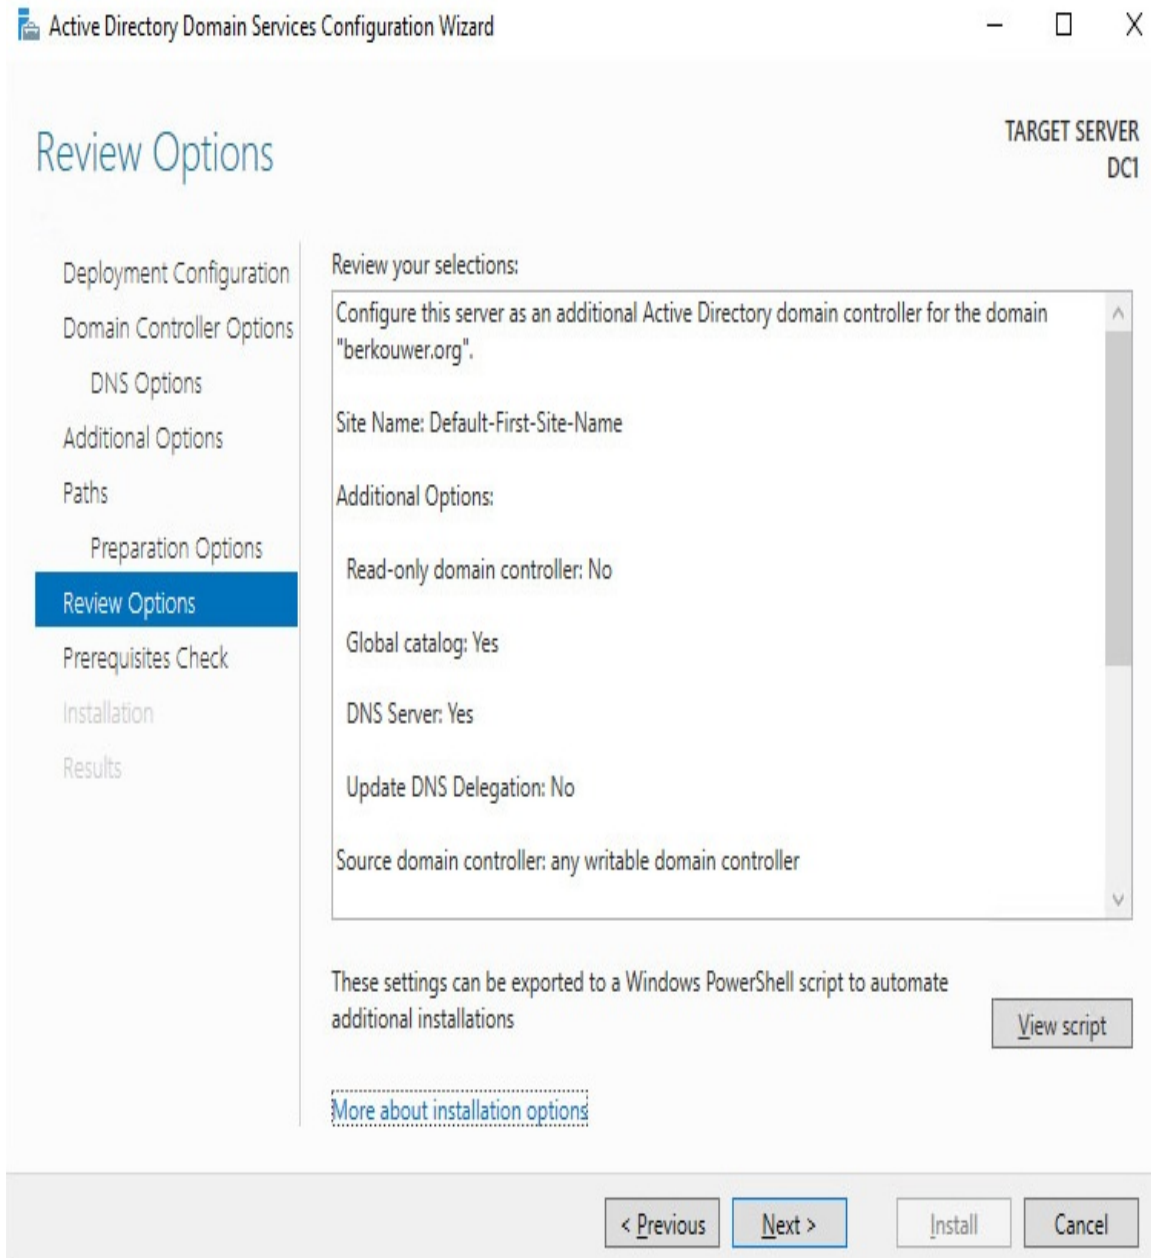 Active Directory Domain Services Configuration Wizard
Review Options
TARGET SERVER
DC1
Deployment Configuration
Domain Controller Options
DNS Options
Additional Options
Paths
Preparation Options
Review Options
Prerequisites Check
Installation
Results
Review your selections:
Configure this server as an additional Active Directory domain controller for the domain
"berkouwer.org".
Site Name: Default-First-Site-Name
Additional Options:
Read-only domain controller: No
Global catalog: Yes
DNS Server: Yes
Update DNS Delegation: No
Source domain controller: any writable domain controller
These settings can be exported to a Windows PowerShell script to automate
additional installations
View script
More about installation options
< Previous
Next >
Install
Cancel